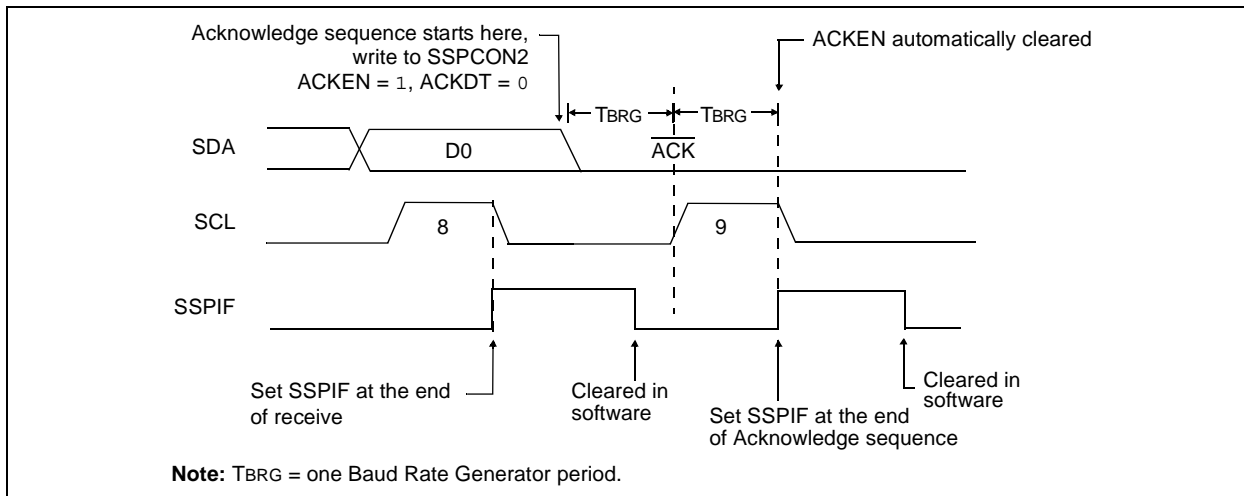 Acknowledge sequence starts here,
write to SSPCON2
ACKEN = 1, ACKDT = 0
ACKEN automatically cleared
TBRG
TBRG
SDA
D0
ACK
SCL
8
9
SSPIF
Set SSPIF at the end
of receive
Cleared in
software
Set SSPIF at the end
of Acknowledge sequence
Cleared in
software
Note: TBRG = one Baud Rate Generator period.